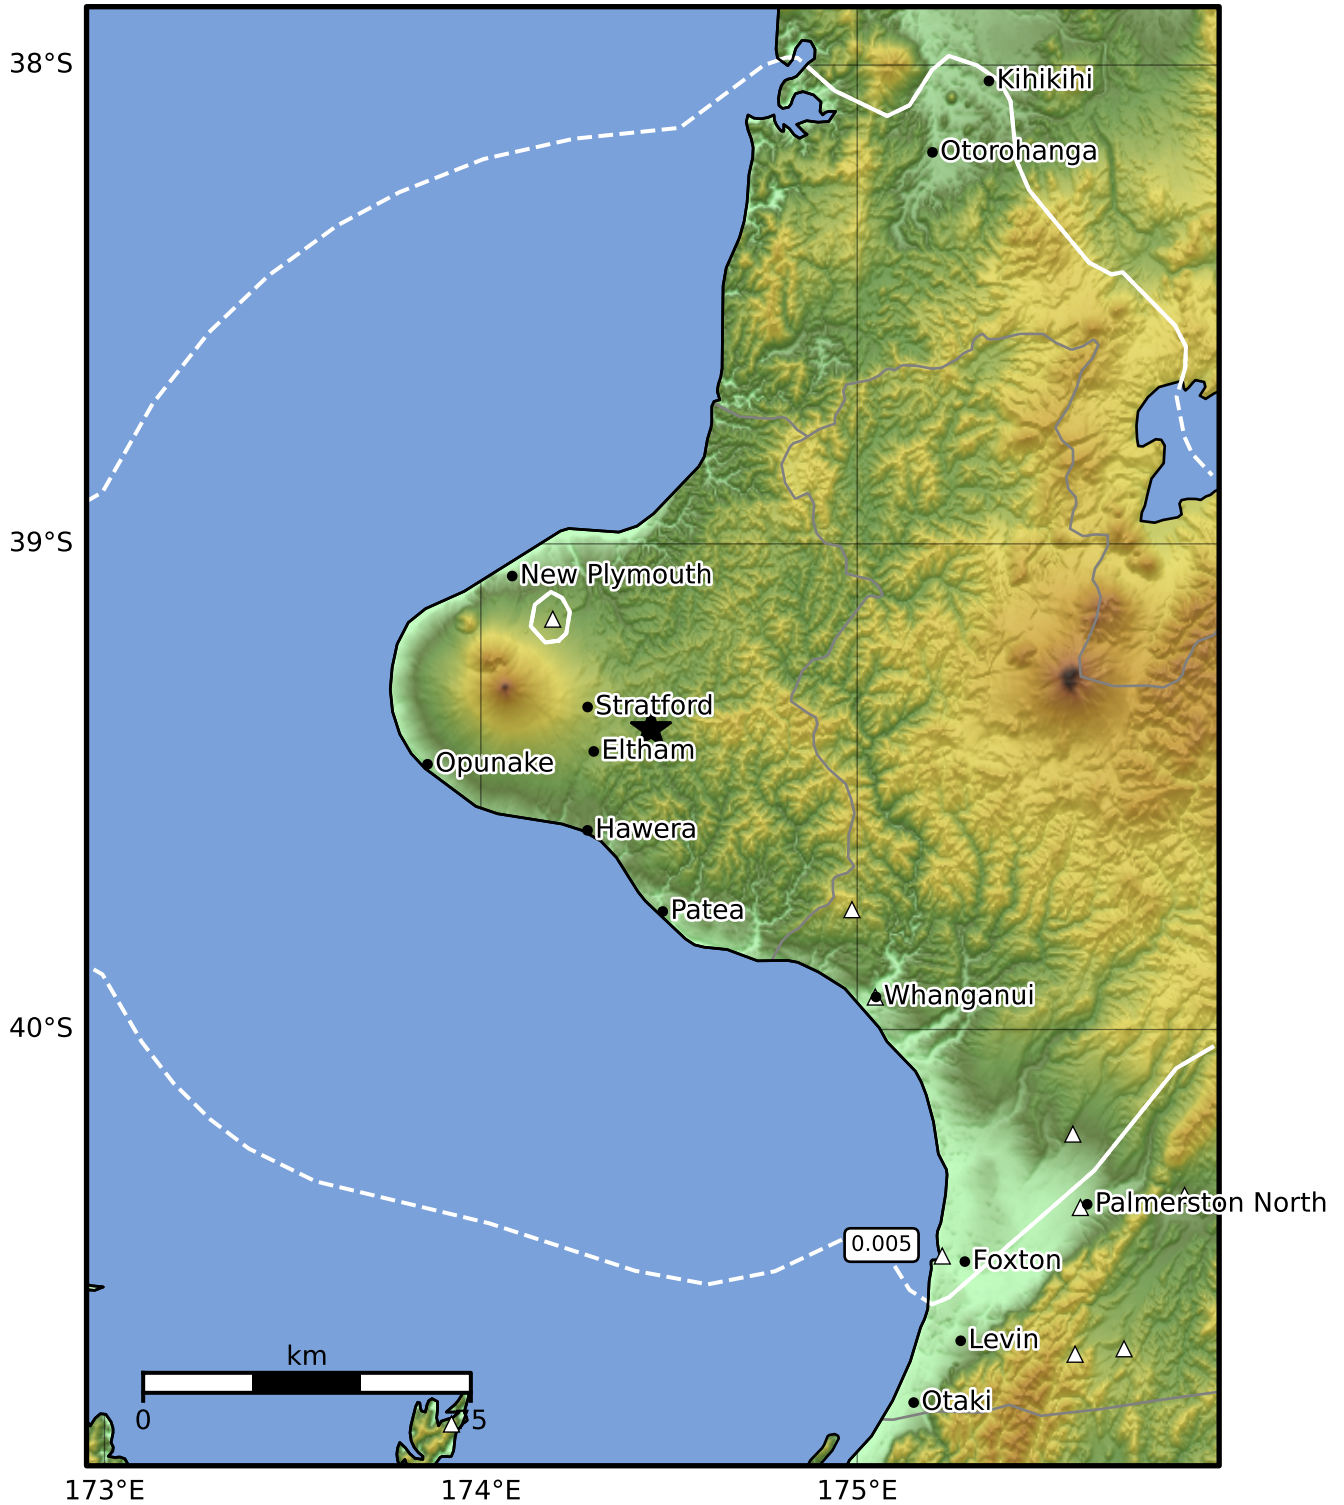 38°S
Kihikihi
Otorohanga
39°S
New Plymouth
Stratford
Eltham
Opunake
Hawera
Patea
Whanganui
40°S
Palmerston North
0.005
Foxton
Levin
km
Otaki
0
5
173°E
174°E
175°E